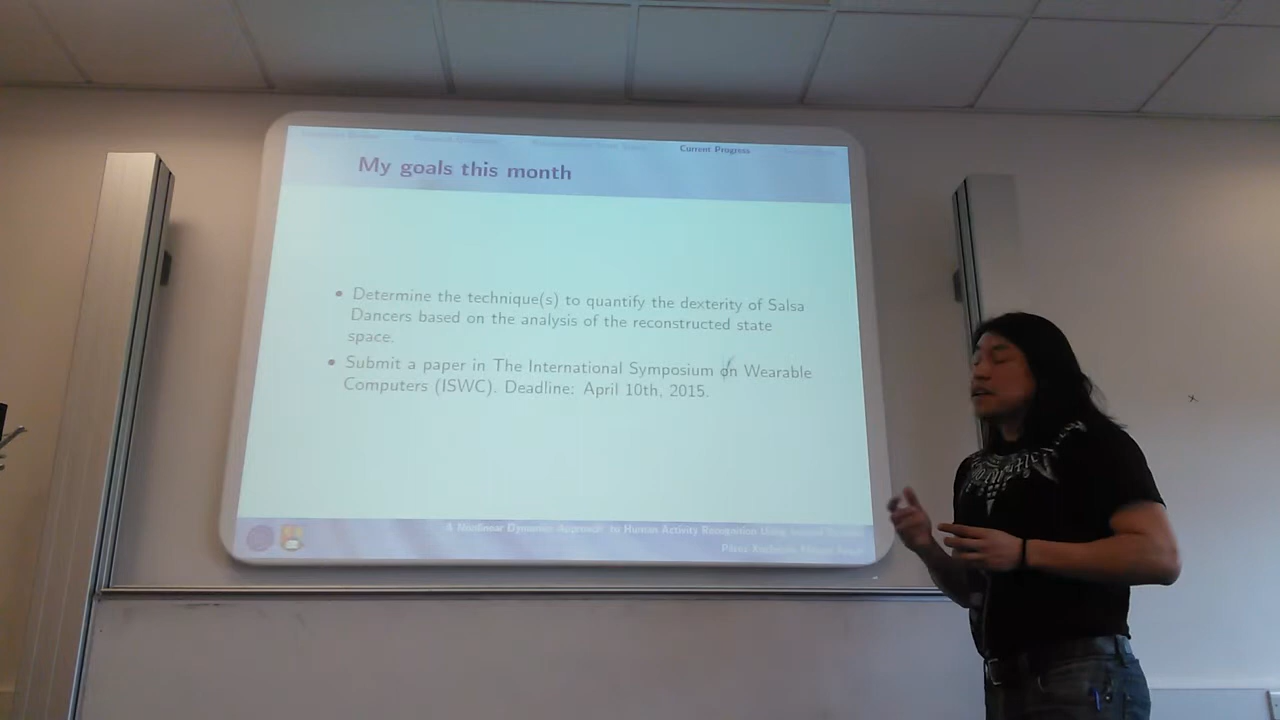 Current Progress
My goals this month
• Determine the technique(s) to quantify the dexterity of Salsa
Dancers based on the analysis of the reconstructed state
space.
• Submit a paper in The International Symposium on Wearable
Computers (ISWC). Deadline: April 10th, 2015.
A Nonlinear Dynamics Approach to Human Activity Recognition Using